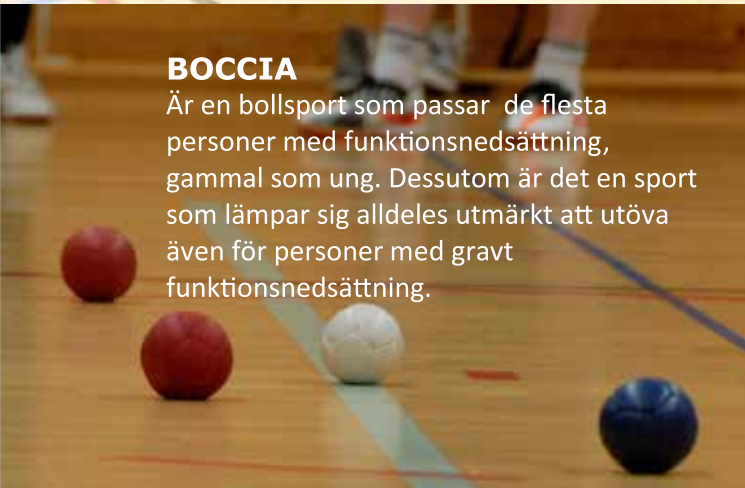 BOCCIA
Är en bollsport som passar  de flesta
personer med funktionsnedsättning,
gammal som ung. Dessutom är det en sport
som lämpar sig alldeles utmärkt att utöva
även för personer med gravt
funktionsnedsättning.